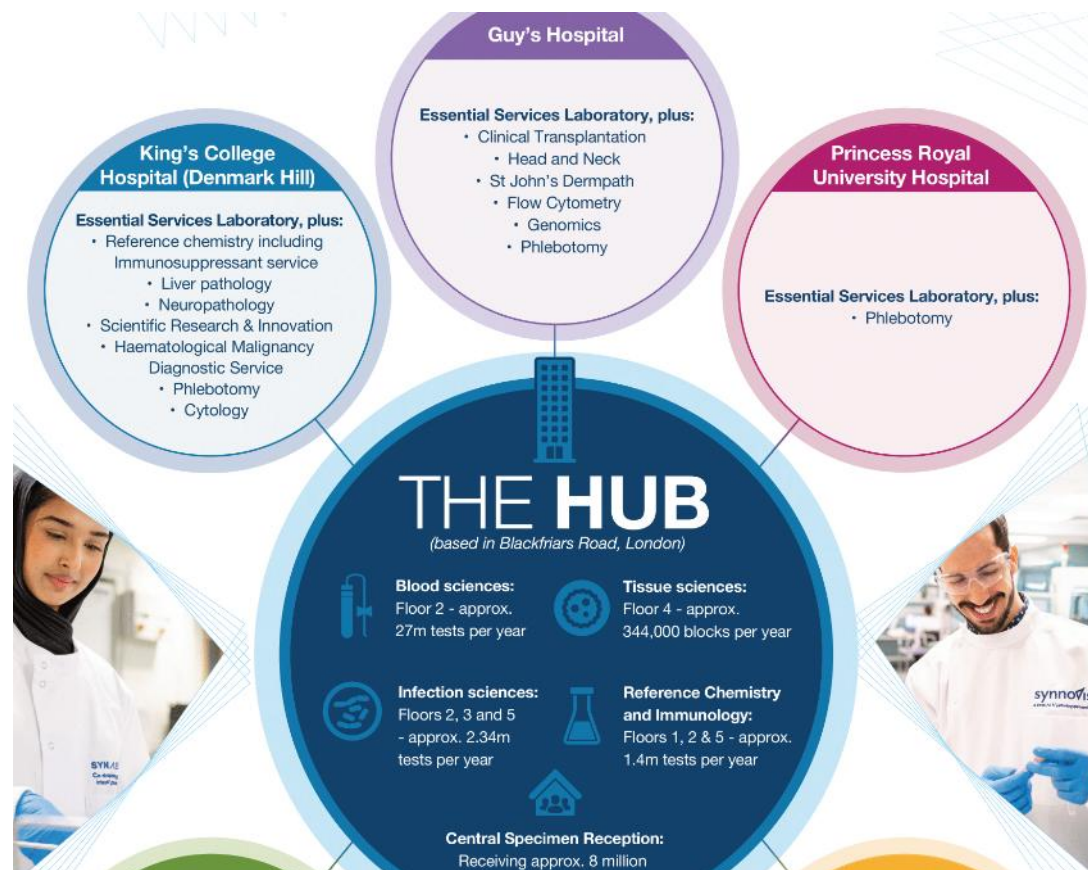 Guy's Hospital
Essential Services Laboratory, plus:
• Clinical Transplantation
• Head and Neck
• St John's Dermpath
• Flow Cytometry
• Genomics
• Phlebotomy
King's College
Hospital (Denmark Hill)
Essential Services Laboratory, plus:
• Reference chemistry including
Immunosuppressant service
• Liver pathology
• Neuropathology
• Scientific Research & Innovation
• Haematological Malignancy
Diagnostic Service
• Phlebotomy
• Cytology
Princess Royal
University Hospital
Essential Services Laboratory, plus:
• Phlebotomy
THE HUB
(based in Blackfriars Road, London)
Blood sciences:
Floor 2 - approx.
27m tests per year
Tissue sciences:
Floor 4 - approx.
344,000 blocks per year
Infection sciences:
Floors 2, 3 and 5
- approx. 2.34m
tests per year
Reference Chemistry
and Immunology:
Floors 1, 2 & 5 - approx.
1.4m tests per year
Central Specimen Reception:
Receiving approx. 8 million
synnovis